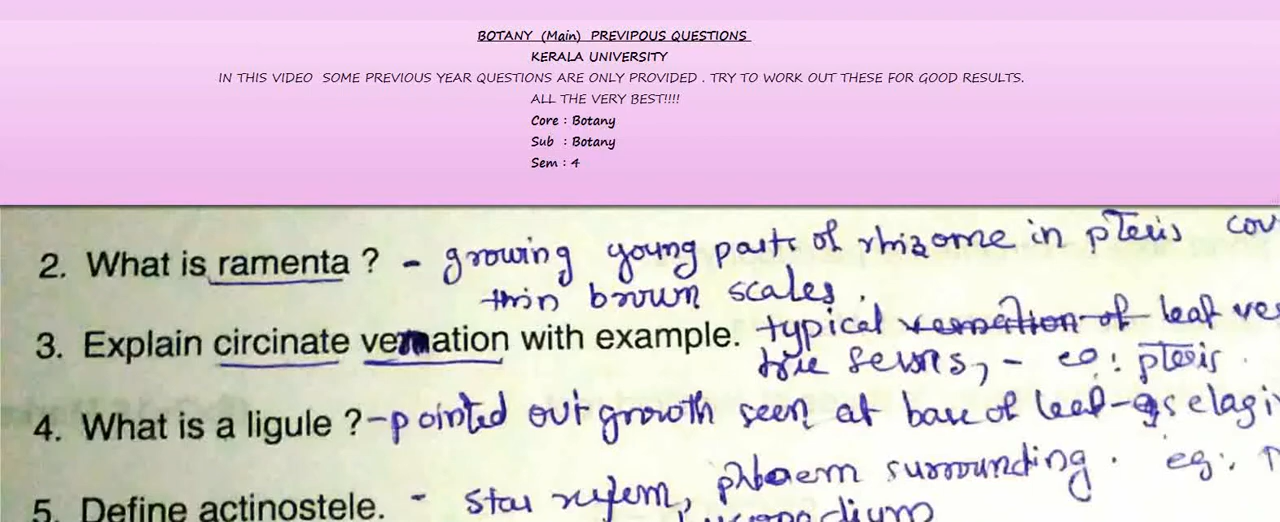 BOTANY (Main) PREVIPOUS QUESTIONS
KERALA UNIVERSITY
IN THIS VIDEO SOME PREVIOUS YEAR QUESTIONS ARE ONLY PROVIDED . TRY TO WORK OUT THESE FOR GOOD RESULTS.
ALL THE VERY BEST!!!!
Core : Botany
Sub : Botany
Sem : 4
2. What is ramenta ? - growing young parts of rhizome in pteris cov
thin brown scales.
3. Explain circinate vernation with example. typical vernation of leaf ver
eg: pteris.
4. What is a ligule ? - pointed outgrowth seen at base of leaf - selagi
5. Define actinostele. - star phloem surrounding. eg: